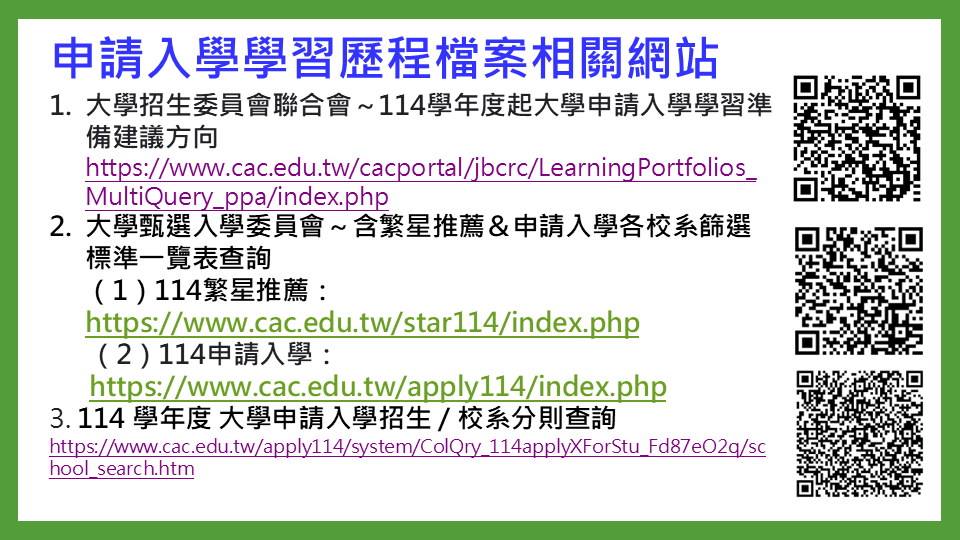 申請入學學習歷程檔案相關網站
1. 大學招生委員會聯合會～114學年度起大學申請入學學習準
備建議方向
https://www.cac.edu.tw/cacportal/jbcrc/LearningPortfolios_
MultiQuery_ppa/index.php
2. 大學甄選入學委員會～含繁星推薦＆申請入學各校系篩選
標準一覽表查詢
（1）114繁星推薦：
https://www.cac.edu.tw/star114/index.php
（2）114申請入學：
https://www.cac.edu.tw/apply114/index.php
3. 114 學年度 大學申請入學招生 / 校系分則查詢
https://www.cac.edu.tw/apply114/system/ColQry_114applyXForStu_Fd87eO2q/sc
hool_search.htm